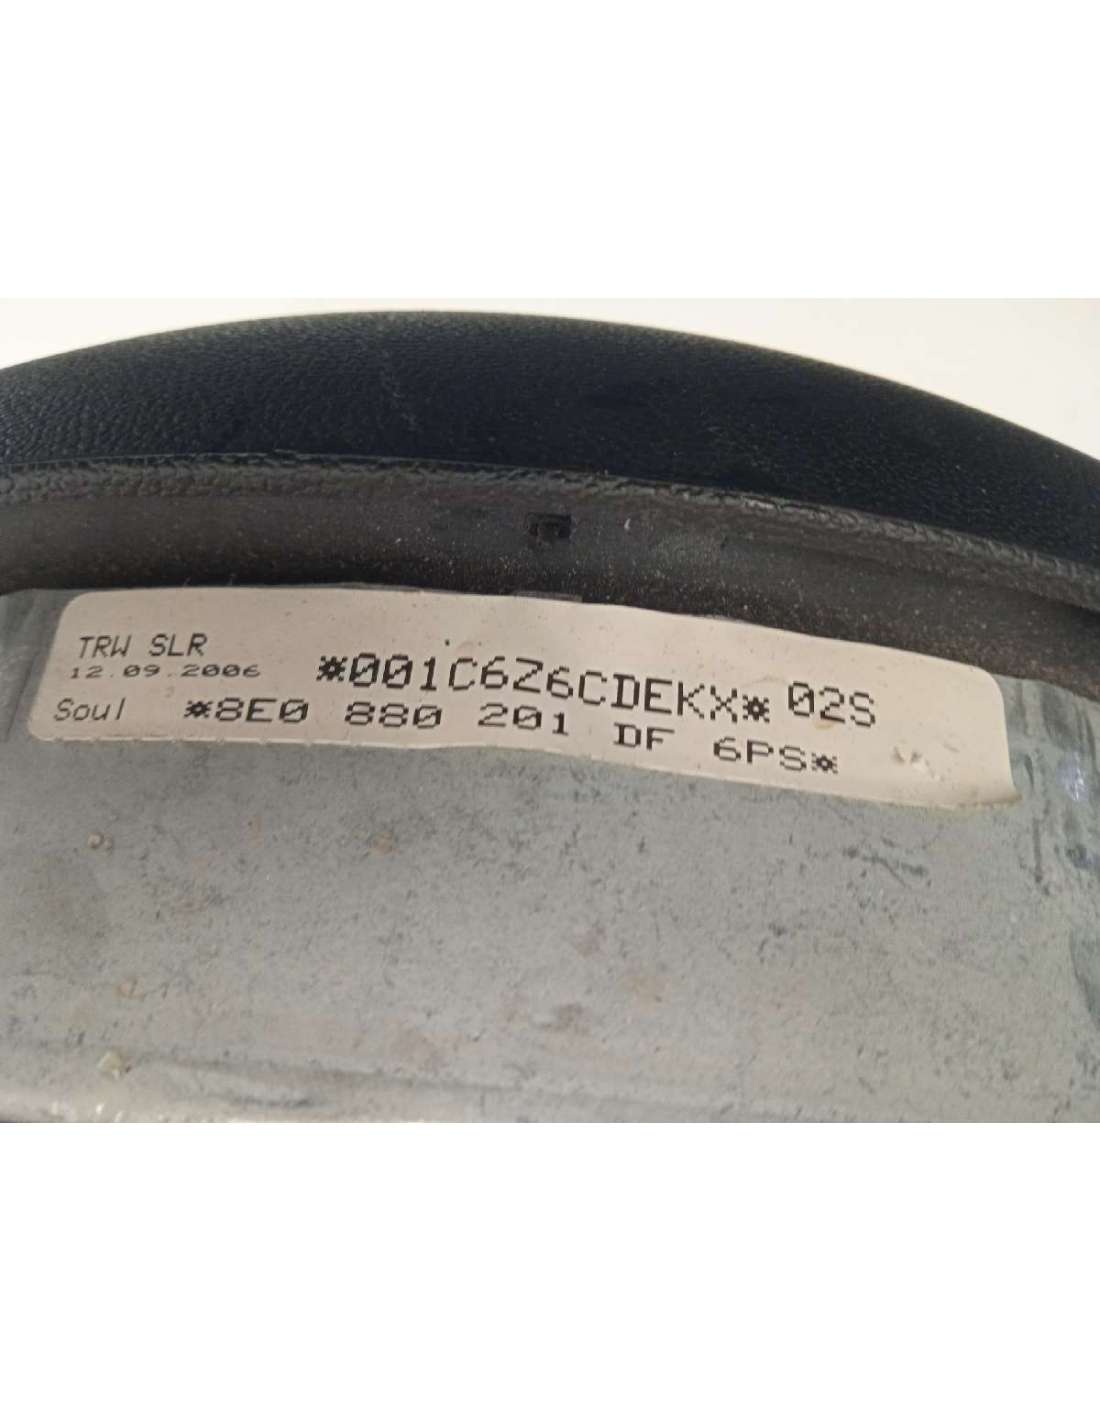 TRW SLR
12.09.2006 *001C6Z6CDEKX* 02S
Soul *8E0 880 201 DF 6PS*